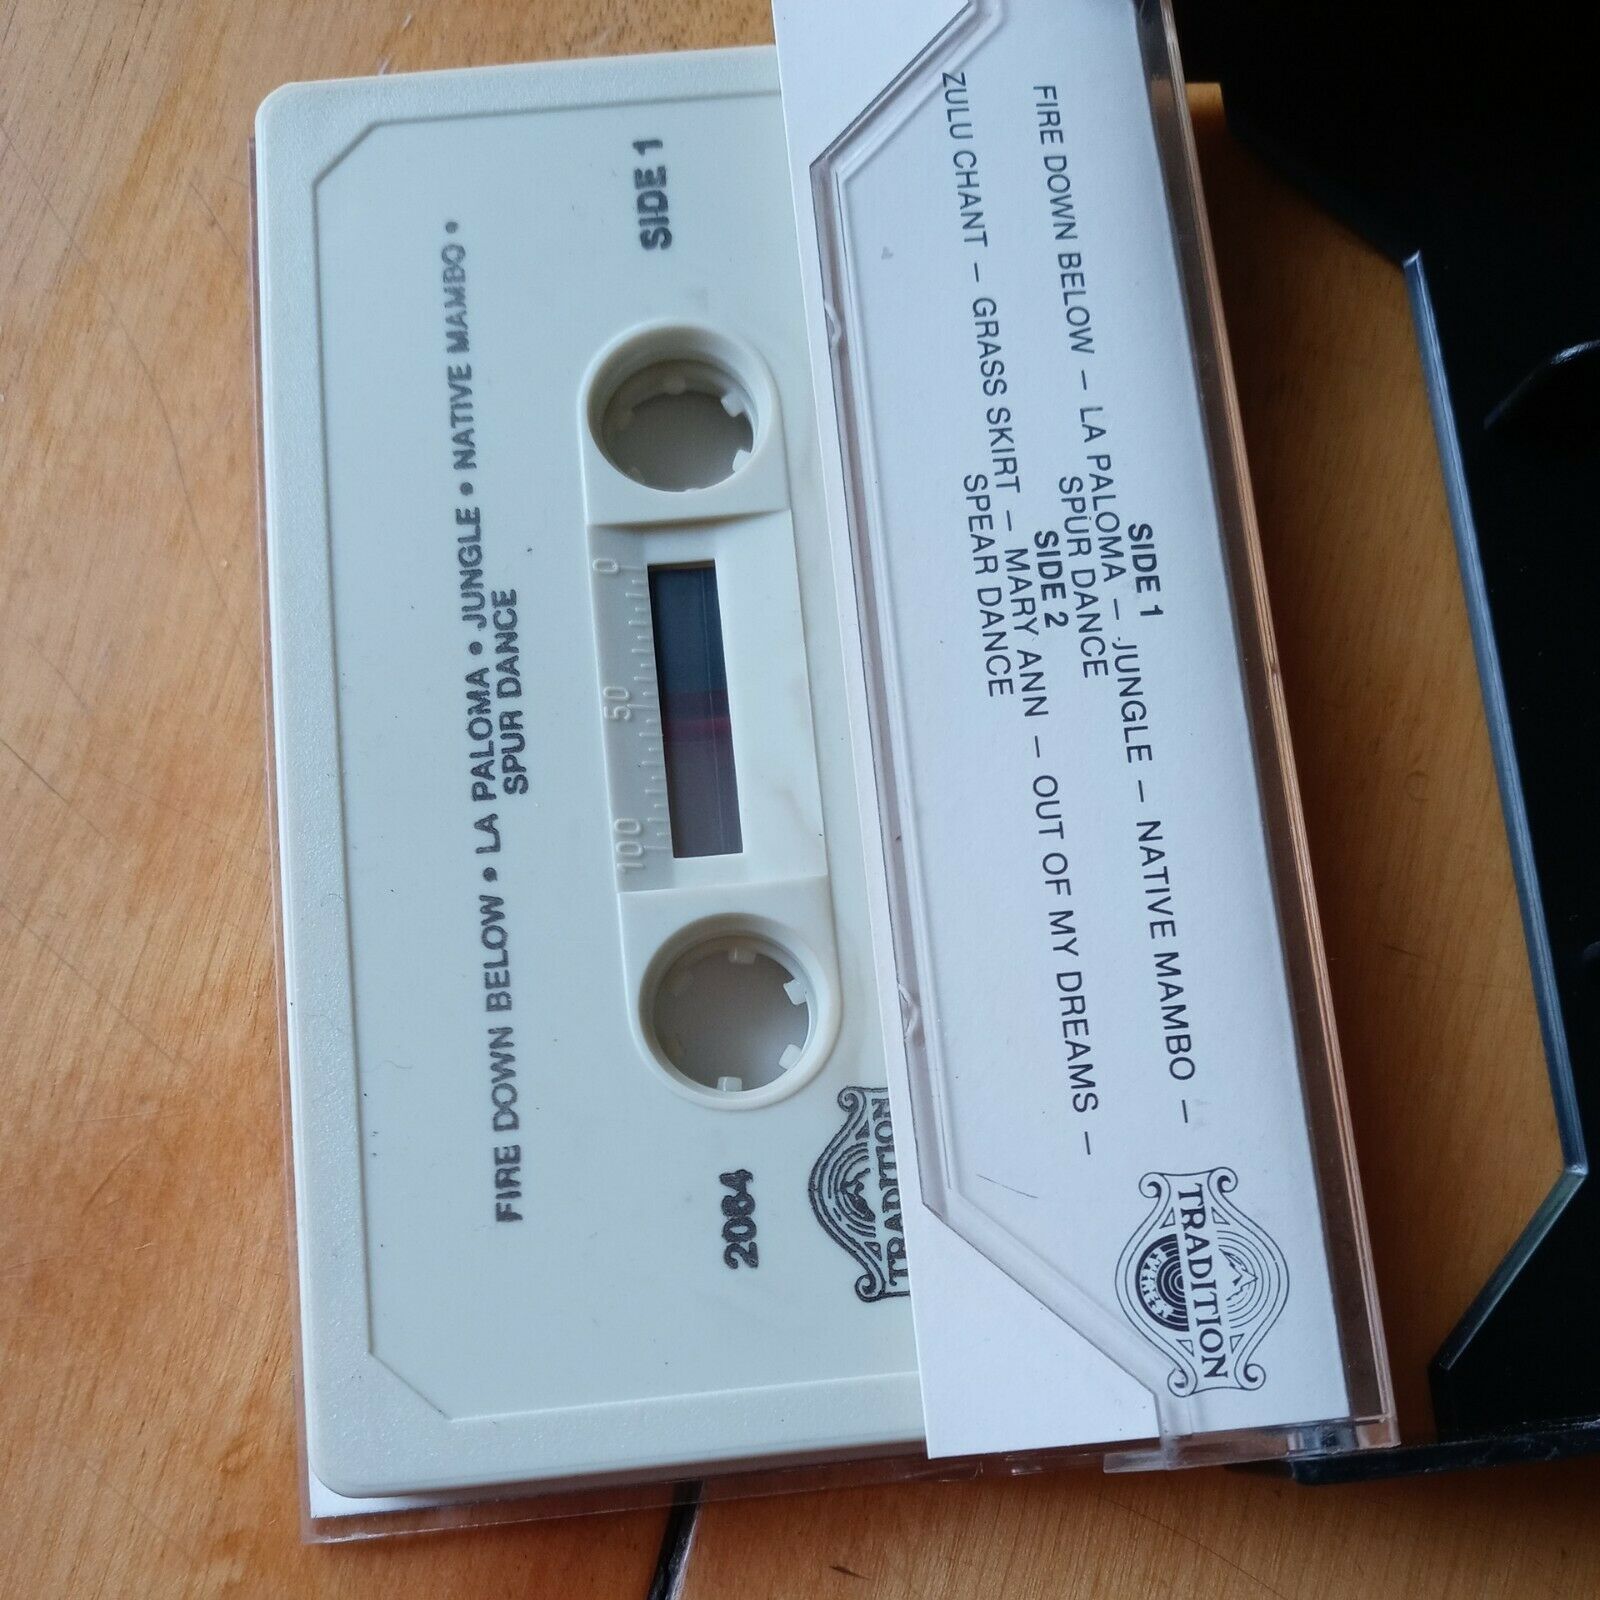 SIDE 1
FIRE DOWN BELOW – LA PALOMA – JUNGLE – NATIVE MAMBO –
SPUR DANCE
SIDE 2
ZULU CHANT – GRASS SKIRT – MARY ANN – OUT OF MY DREAMS –
SPEAR DANCE
TRADITION
TRADITION
2064
SIDE 1
0 50 100
FIRE DOWN BELOW • LA PALOMA • JUNGLE • NATIVE MAMBO •
SPUR DANCE